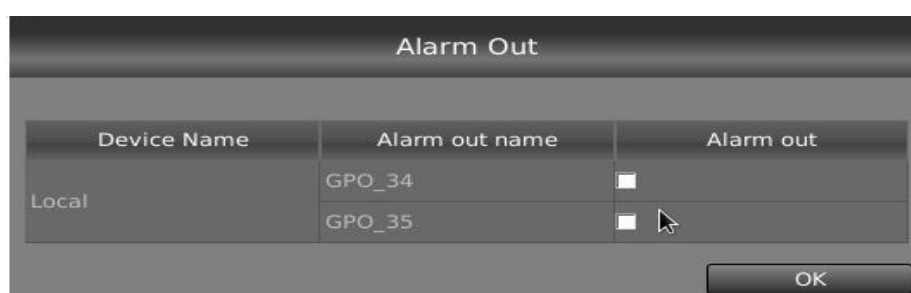 Alarm Out
Device Name Alarm out name Alarm out
Local
GPO_34
GPO_35
OK